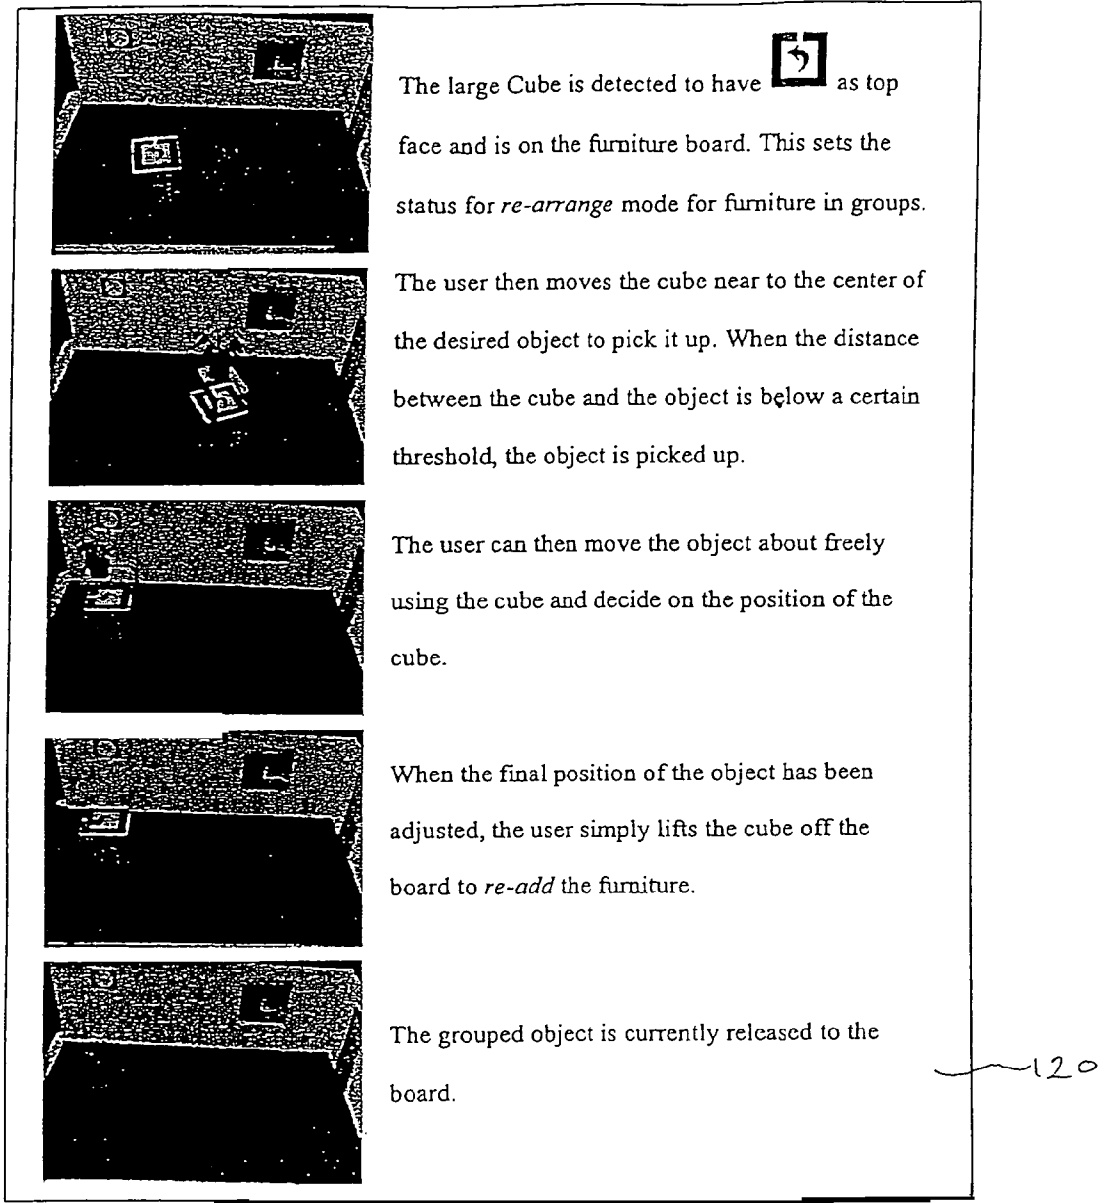 The large Cube is detected to have as top
face and is on the furniture board. This sets the
status for re-arrange mode for furniture in groups.
The user then moves the cube near to the center of
the desired object to pick it up. When the distance
between the cube and the object is below a certain
threshold, the object is picked up.
The user can then move the object about freely
using the cube and decide on the position of the
cube.
When the final position of the object has been
adjusted, the user simply lifts the cube off the
board to re-add the furniture.
The grouped object is currently released to the
board.
120